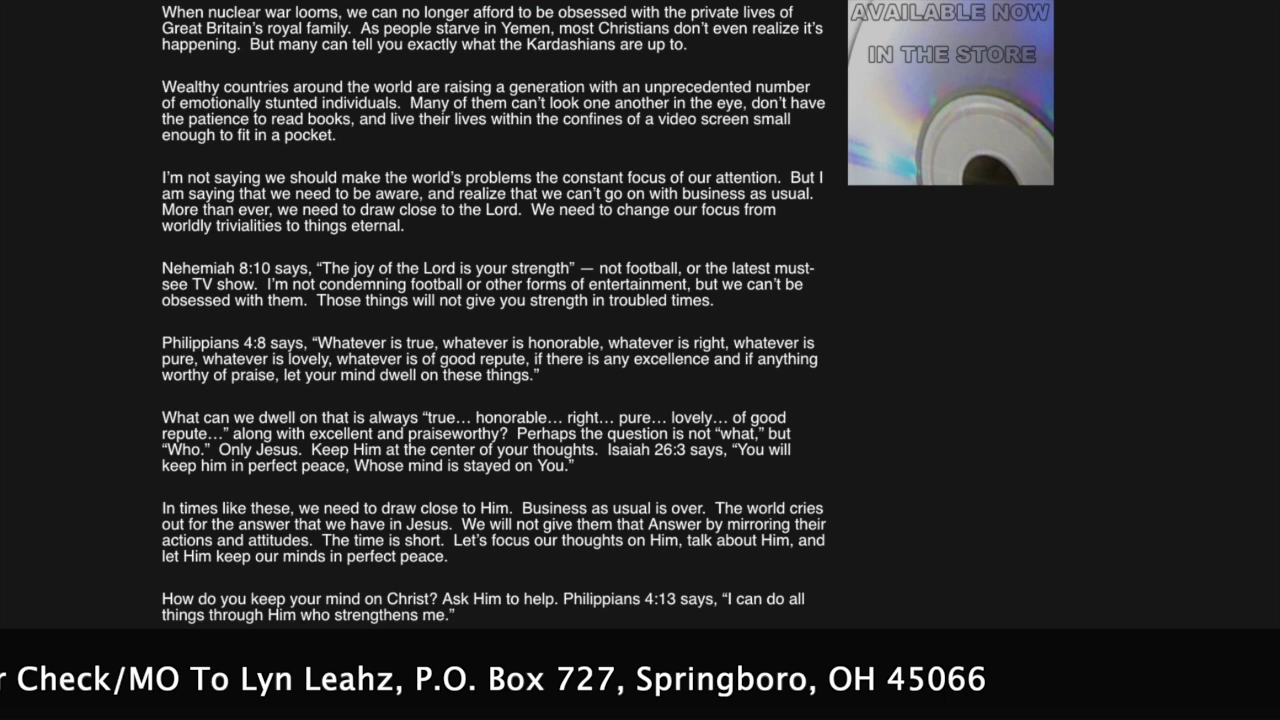 When nuclear war looms, we can no longer afford to be obsessed with the private lives of
Great Britain's royal family.  As people starve in Yemen, most Christians don't even realize it's
happening.  But many can tell you exactly what the Kardashians are up to.
Wealthy countries around the world are raising a generation with an unprecedented number
of emotionally stunted individuals.  Many of them can't look one another in the eye, don't have
the patience to read books, and live their lives within the confines of a video screen small
enough to fit in a pocket.
I'm not saying we should make the world's problems the constant focus of our attention.  But I
am saying that we need to be aware, and realize that we can't go on with business as usual.
More than ever, we need to draw close to the Lord.  We need to change our focus from
worldly trivialities to things eternal.
Nehemiah 8:10 says, “The joy of the Lord is your strength” — not football, or the latest must-
see TV show.  I'm not condemning football or other forms of entertainment, but we can't be
obsessed with them.  Those things will not give you strength in troubled times.
Philippians 4:8 says, “Whatever is true, whatever is honorable, whatever is right, whatever is
pure, whatever is lovely, whatever is of good repute, if there is any excellence and if anything
worthy of praise, let your mind dwell on these things.”
What can we dwell on that is always “true… honorable… right… pure… lovely… of good
repute…” along with excellent and praiseworthy?  Perhaps the question is not “what,” but
“Who.”  Only Jesus.  Keep Him at the center of your thoughts.  Isaiah 26:3 says, “You will
keep him in perfect peace, Whose mind is stayed on You.”
In times like these, we need to draw close to Him.  Business as usual is over.  The world cries
out for the answer that we have in Jesus.  We will not give them that Answer by mirroring their
actions and attitudes.  The time is short.  Let's focus our thoughts on Him, talk about Him, and
let Him keep our minds in perfect peace.
How do you keep your mind on Christ? Ask Him to help. Philippians 4:13 says, “I can do all
things through Him who strengthens me.”
AVAILABLE NOW
IN THE STORE
r Check/MO To Lyn Leahz, P.O. Box 727, Springboro, OH 45066